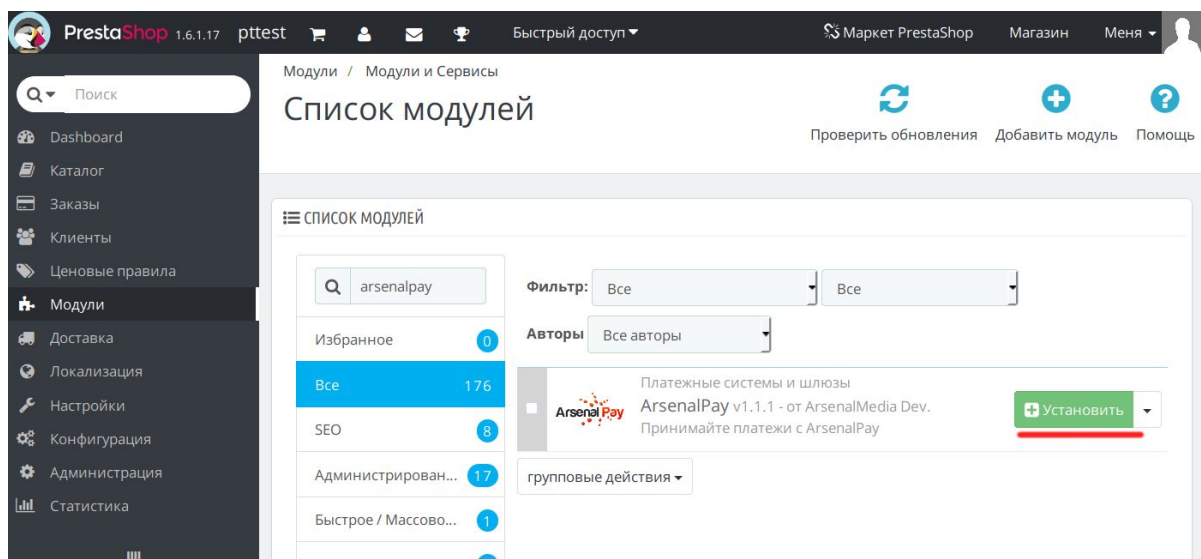 PrestaShop 1.6.1.17 pttest Быстрый доступ Маркет PrestaShop Магазин Меня
Поиск
Dashboard
Каталог
Заказы
Клиенты
Ценовые правила
Модули
Доставка
Локализация
Настройки
Конфигурация
Администрация
Статистика
Модули / Модули и Сервисы
Список модулей
Проверить обновления Добавить модуль Помощь
СПИСОК МОДУЛЕЙ
arsenalpay
Избранное 0
Все 176
SEO 8
Администрирован... 17
Быстрое / Массово... 1
Фильтр: Все Все
Авторы Все авторы
Arsenal Pay
Платежные системы и шлюзы
ArsenalPay v1.1.1 - от ArsenalMedia Dev.
Принимайте платежи с ArsenalPay
Установить
групповые действия